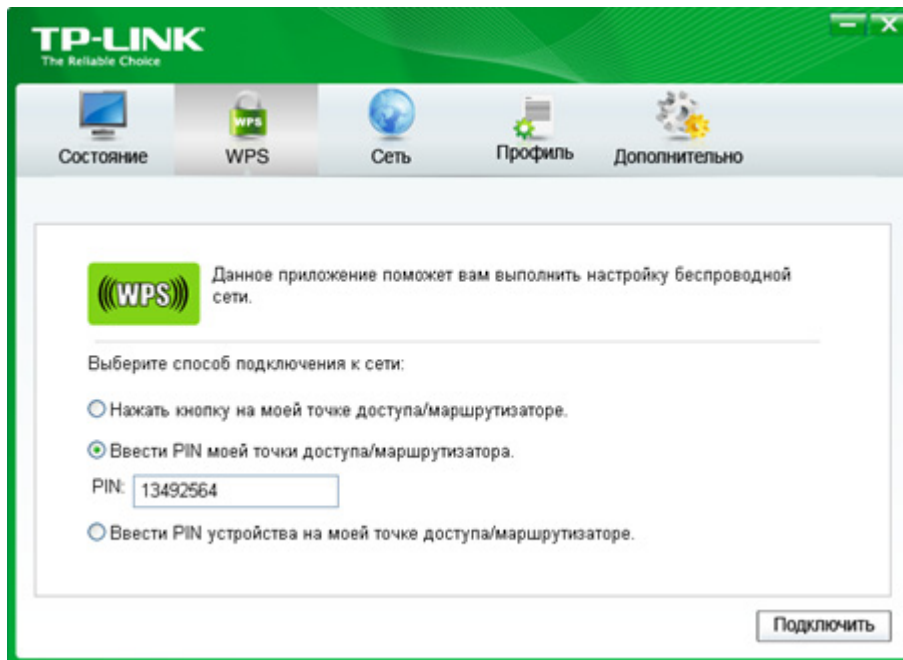 TP-LINK
The Reliable Choice
Состояние
WPS
WPS
Сеть
Профиль
Дополнительно
((WPS))
Данное приложение поможет вам выполнить настройку беспроводной
сети.
Выберите способ подключения к сети:
Нажать кнопку на моей точке доступа/маршрутизаторе.
Ввести PIN моей точки доступа/маршрутизатора.
PIN: 13492564
Ввести PIN устройства на моей точке доступа/маршрутизаторе.
Подключить